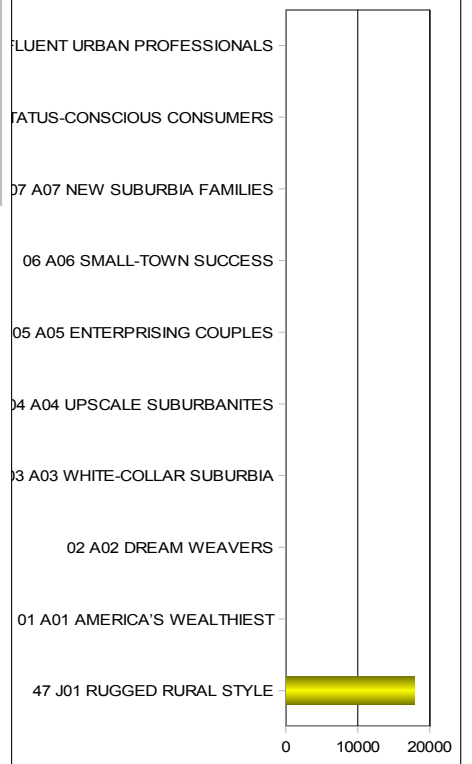 FLUENT URBAN PROFESSIONALS
TATUS-CONSCIOUS CONSUMERS
07 A07 NEW SUBURBIA FAMILIES
06 A06 SMALL-TOWN SUCCESS
05 A05 ENTERPRISING COUPLES
04 A04 UPSCALE SUBURBANITES
03 A03 WHITE-COLLAR SUBURBIA
02 A02 DREAM WEAVERS
01 A01 AMERICA'S WEALTHIEST
47 J01 RUGGED RURAL STYLE
0 10000 20000